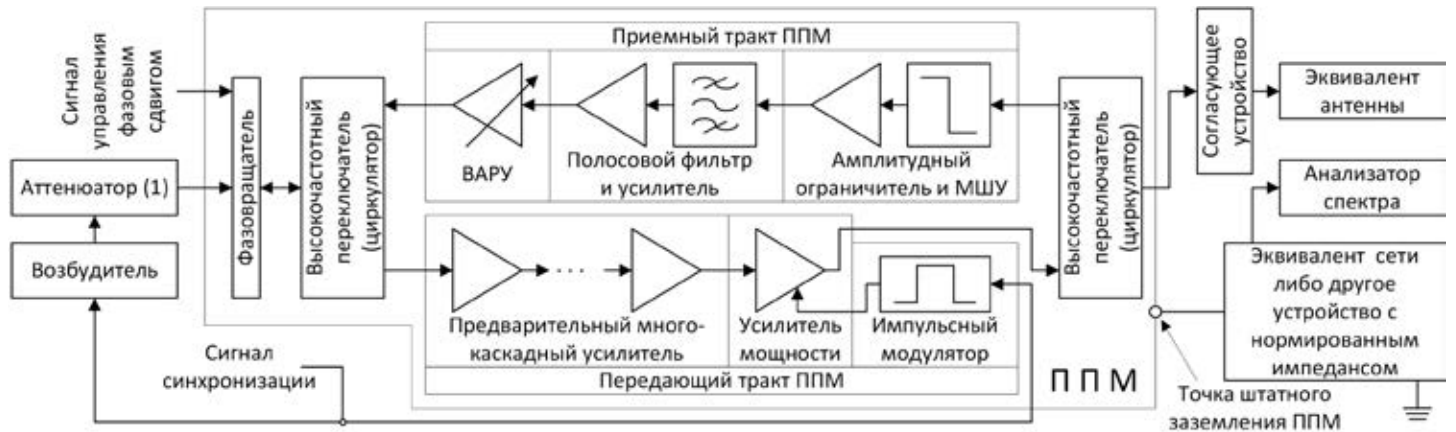 Сигнал
управления
фазовым
сдвигом
Аттенюатор (1)
Возбудитель
Сигнал
синхронизации
Фазовращатель
Высокочастотный
переключатель
(циркулятор)
Приемный тракт ППМ
ВАРУ
Полосовой фильтр
и усилитель
Амплитудный
ограничитель и МШУ
Предварительный много-
каскадный усилитель
Усилитель
мощности
Импульсный
модулятор
Передающий тракт ППМ
Высокочастотный
переключатель
(циркулятор)
П П М
Согласующее
устройство
Эквивалент
антенны
Анализатор
спектра
Эквивалент сети
либо другое
устройство с
нормированным
импедансом
Точка штатного
заземления ППМ